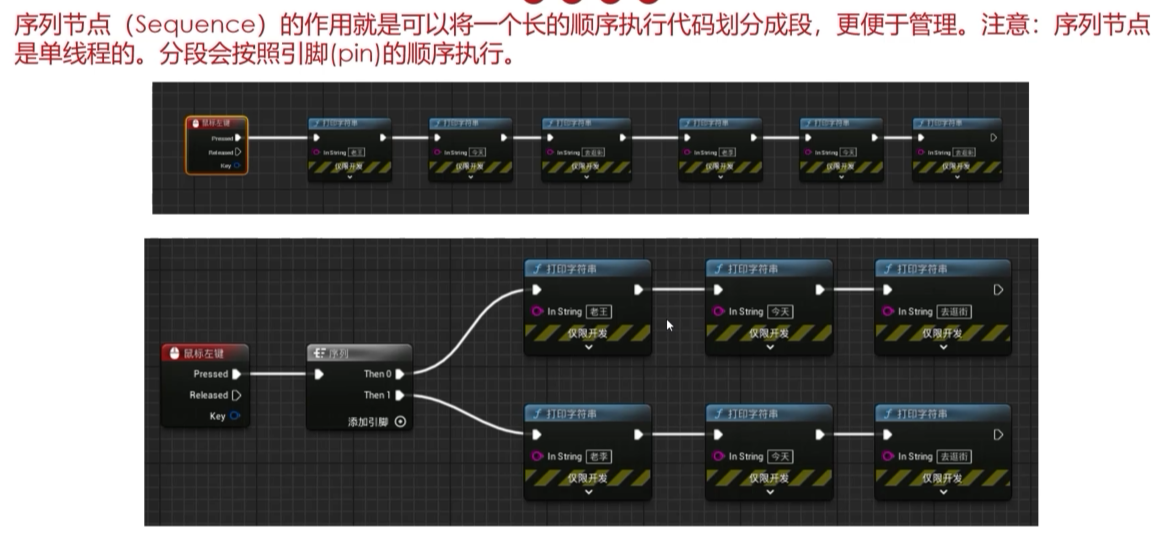 序列节点（Sequence）的作用就是可以将一个长的顺序执行代码划分成段，更便于管理。注意：序列节点
是单线程的。分段会按照引脚(pin)的顺序执行。
鼠标左键 打印字符串 打印字符串 打印字符串 打印字符串 打印字符串 打印字符串
Pressed
Released In String 老王 In String 今天 In String 去逛街 In String 老李 In String 今天 In String 去逛街
Key 仅限开发 仅限开发 仅限开发 仅限开发 仅限开发 仅限开发
打印字符串 打印字符串 打印字符串
In String 老王 In String 今天 In String 去逛街
仅限开发 仅限开发 仅限开发
鼠标左键 序列
Pressed Then 0
Released Then 1
Key 添加引脚
打印字符串 打印字符串 打印字符串
In String 老李 In String 今天 In String 去逛街
仅限开发 仅限开发 仅限开发